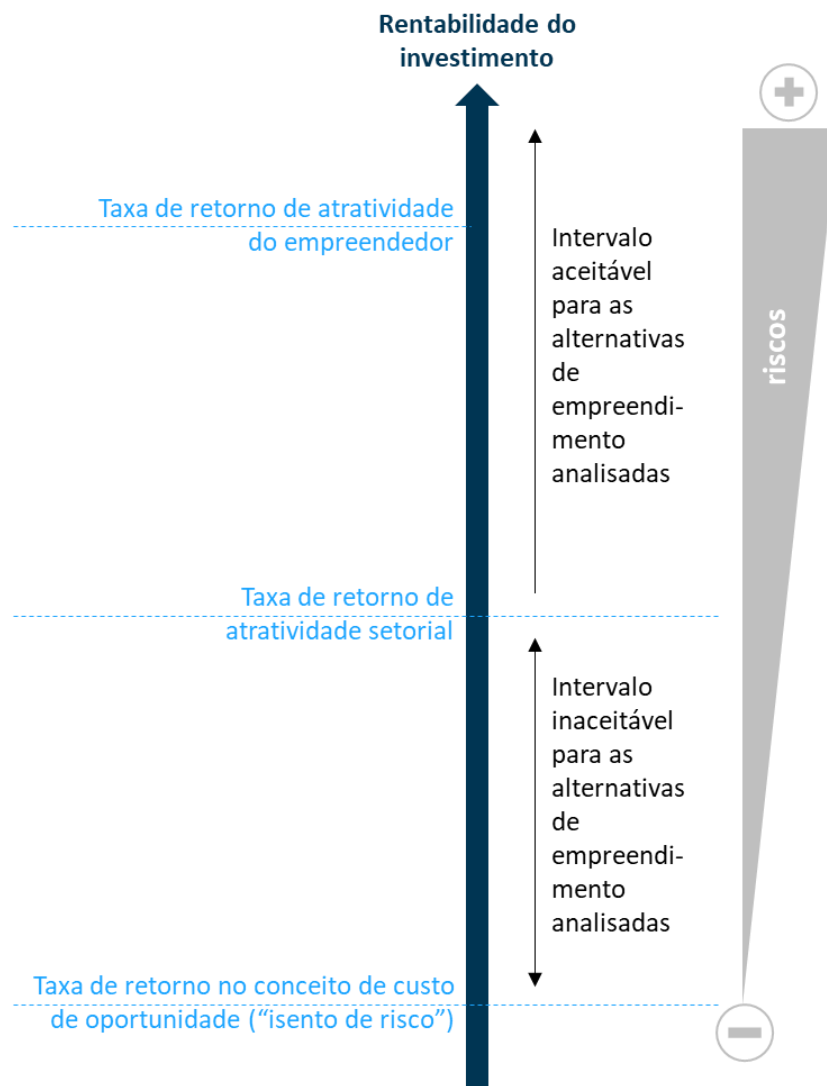 Rentabilidade do
investimento
Taxa de retorno de atratividade
do empreendedor
Intervalo
aceitável
para as
alternativas
de
empreendi-
mento
analisadas
riscos
Taxa de retorno de
atratividade setorial
Intervalo
inaceitável
para as
alternativas
de
empreendi-
mento
analisadas
Taxa de retorno no conceito de custo
de oportunidade (“isento de risco”)